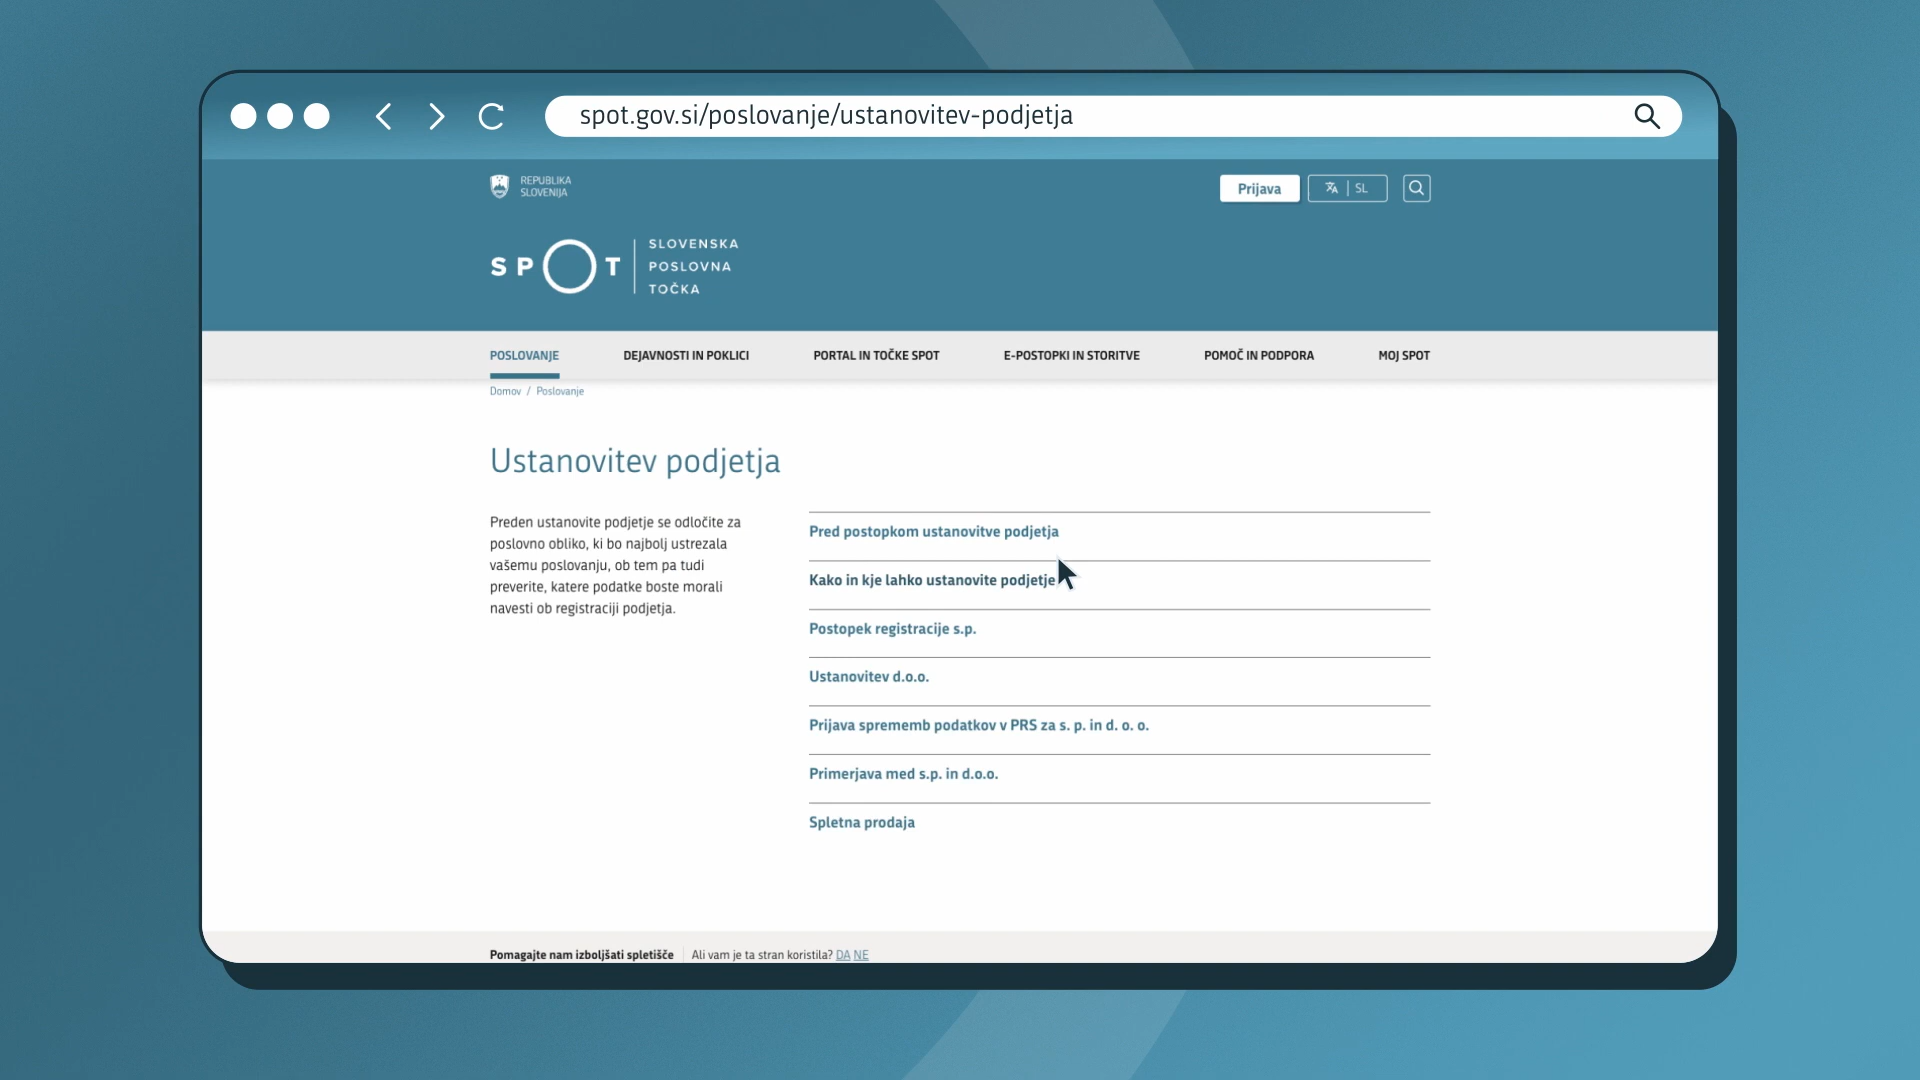 spot.gov.si/poslovanje/ustanovitev-podjetja
REPUBLIKA
SLOVENIJA
Prijava
SL
SPOT
SLOVENSKA
POSLOVNA
TOČKA
POSLOVANJE
DEJAVNOSTI IN POKLICI
PORTAL IN TOČKE SPOT
E-POSTOPKI IN STORITVE
POMOČ IN PODPORA
MOJ SPOT
Domov / Poslovanje
Ustanovitev podjetja
Preden ustanovite podjetje se odločite za
poslovno obliko, ki bo najbolj ustrezala
vašemu poslovanju, ob tem pa tudi
preverite, katere podatke boste morali
navesti ob registraciji podjetja.
Pred postopkom ustanovitve podjetja
Kako in kje lahko ustanovite podjetje
Postopek registracije s.p.
Ustanovitev d.o.o.
Prijava sprememb podatkov v PRS za s. p. in d. o. o.
Primerjava med s.p. in d.o.o.
Spletna prodaja
Pomagajte nam izboljšati spletišče
Ali vam je ta stran koristila? DA NE